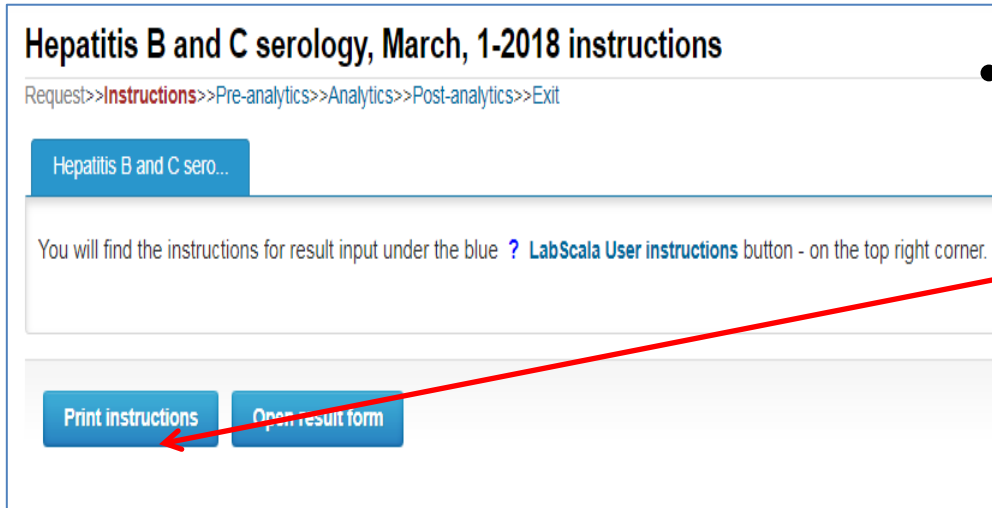 Hepatitis B and C serology, March, 1-2018 instructions
Request>>Instructions>>Pre-analytics>>Analytics>>Post-analytics>>Exit
Hepatitis B and C sero...
You will find the instructions for result input under the blue ? LabScala User instructions button - on the top right corner.
Print instructions
Open result form